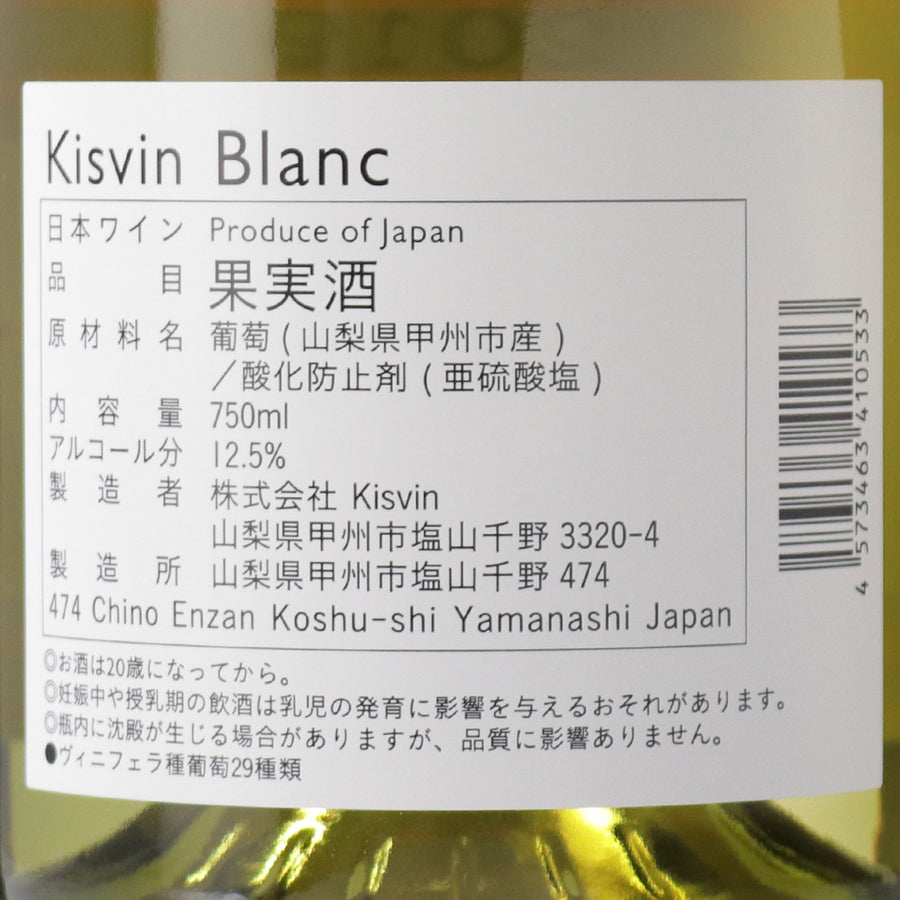 Kisvin Blanc
日本ワイン Produce of Japan
品目 果実酒
原材料名 葡萄(山梨県甲州市産)
／酸化防止剤(亜硫酸塩)
内容量 750ml
アルコール分 12.5%
製造者 株式会社 Kisvin
山梨県甲州市塩山千野 3320-4
製造所 山梨県甲州市塩山千野 474
474 Chino Enzan Koshu-shi Yamanashi Japan
◎お酒は20歳になってから。
◎妊娠中や授乳期の飲酒は乳児の発育に影響を与えるおそれがあります。
◎瓶内に沈殿が生じる場合がありますが、品質に影響ありません。
●ヴィニフェラ種葡萄29種類
4 573463 410533